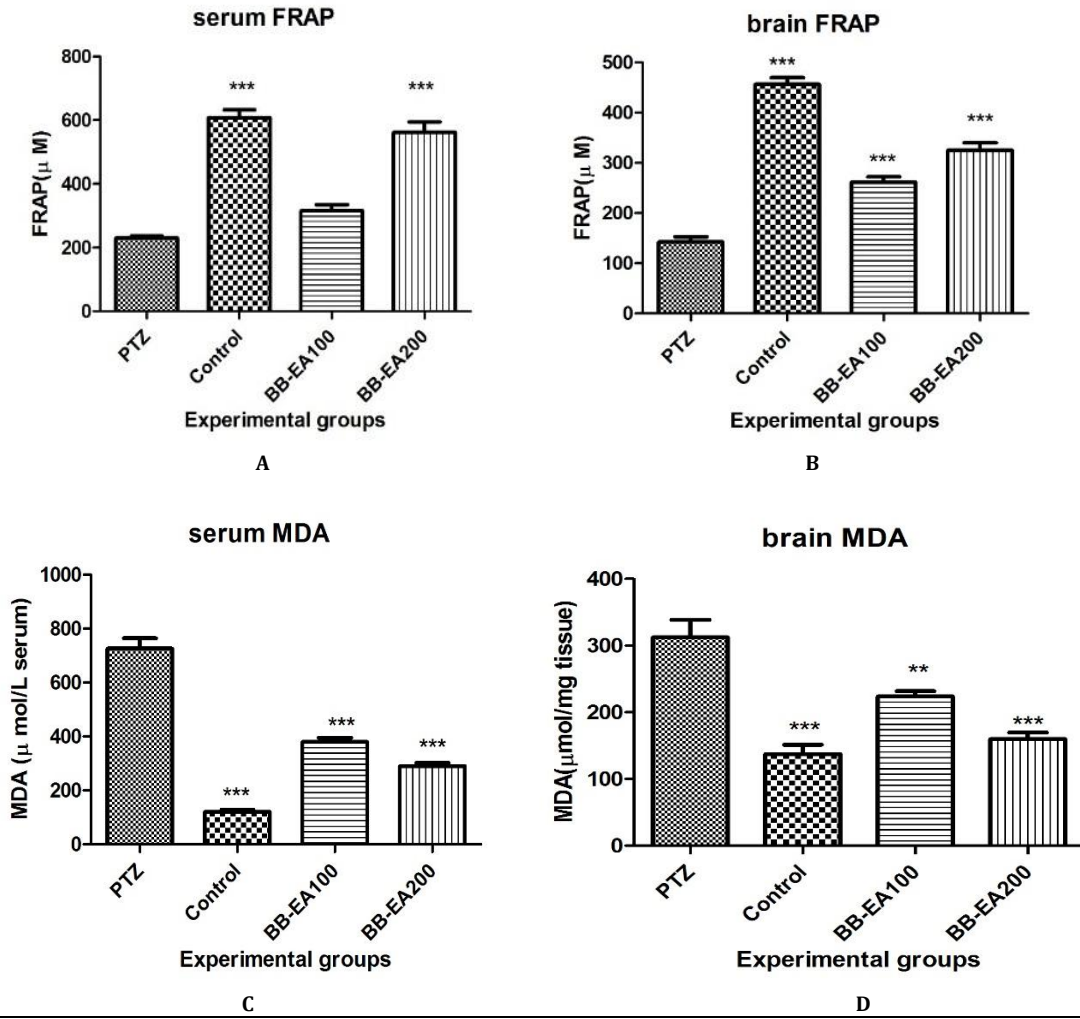 serum FRAP
800
600
400
200
0
FRAP(μ M)
***
***
PTZ
Control
BB-EA100
BB-EA200
Experimental groups
A
brain FRAP
500
400
300
200
100
0
FRAP(μ M)
***
***
***
PTZ
Control
BB-EA100
BB-EA200
Experimental groups
B
serum MDA
1000
800
600
400
200
0
MDA (μ mol/L serum)
***
***
***
PTZ
Control
BB-EA100
BB-EA200
Experimental groups
C
brain MDA
400
300
200
100
0
MDA(μmol/mg tissue)
***
**
***
PTZ
Control
BB-EA100
BB-EA200
Experimental groups
D